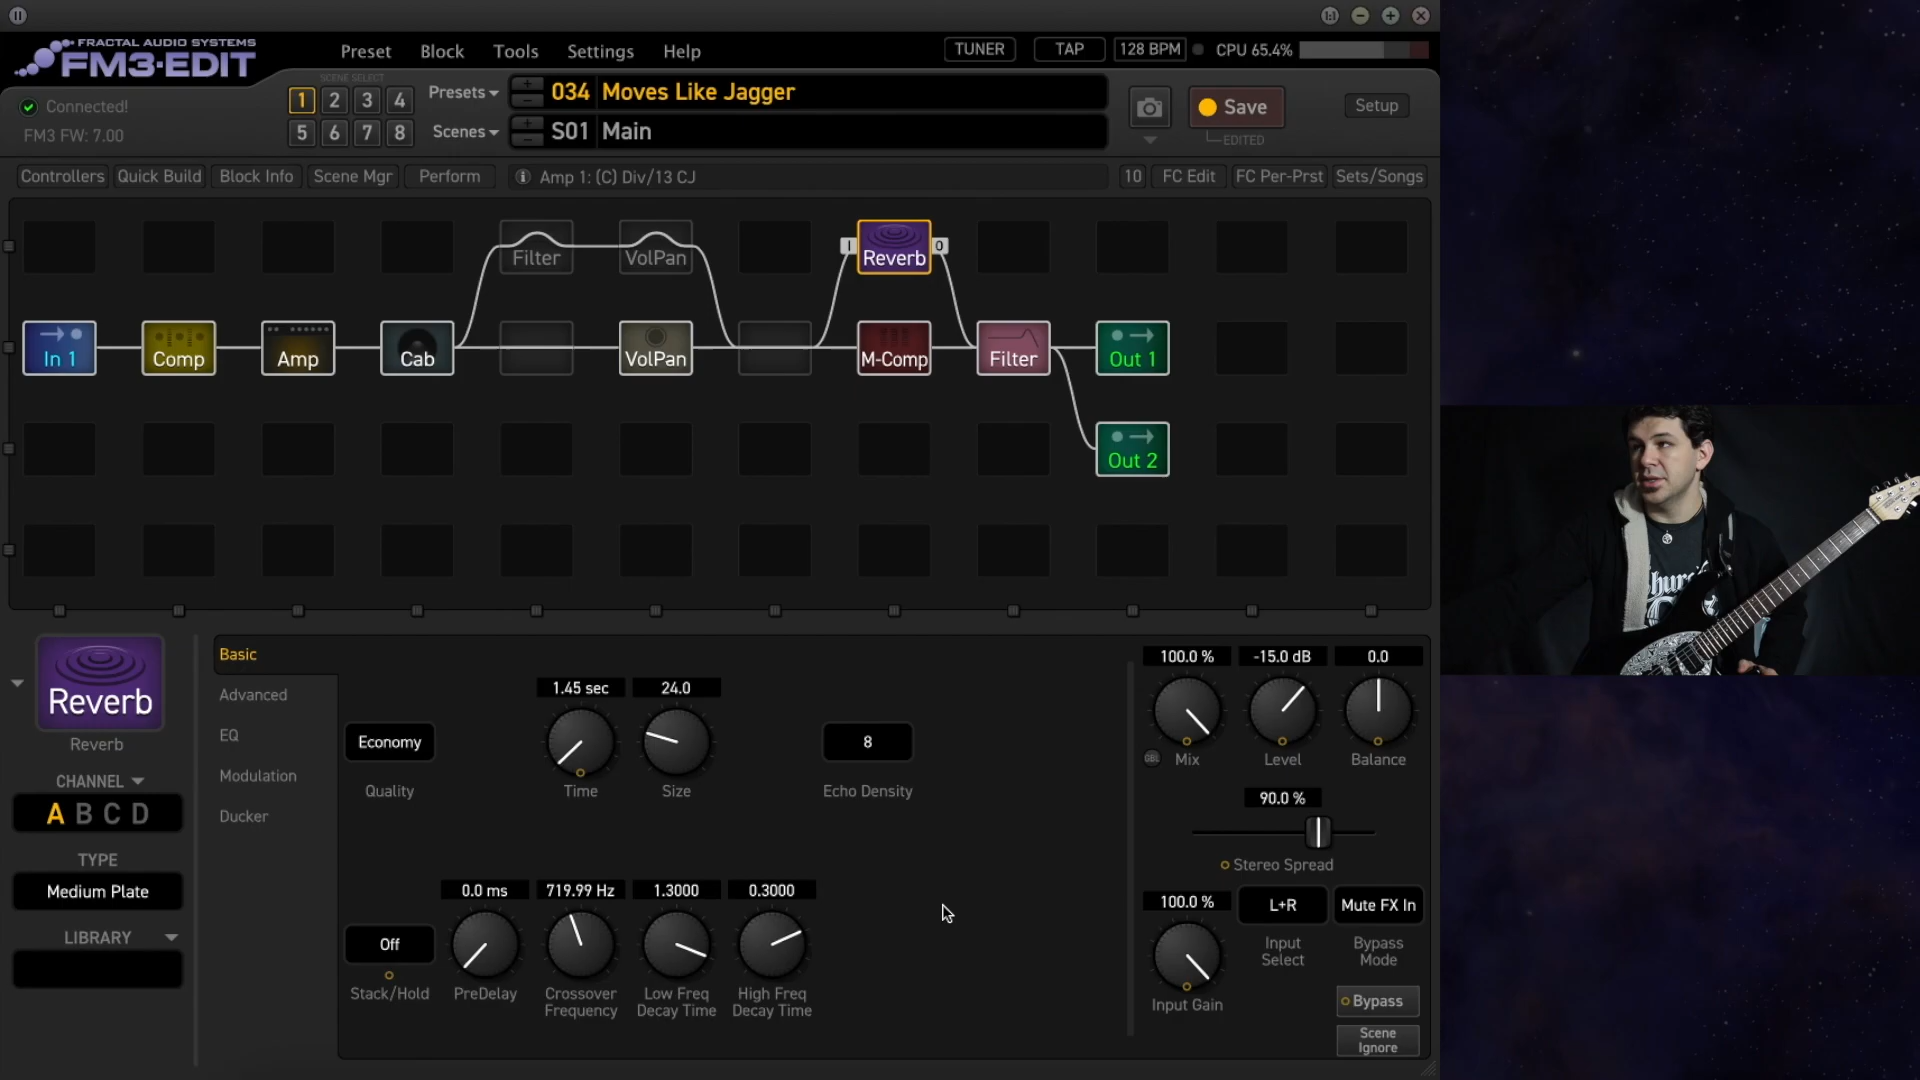 FRACTAL AUDIO SYSTEMS
FM3-EDIT
Preset Block Tools Settings Help
TUNER TAP 128 BPM CPU 65.4%
Connected!
FM3 FW: 7.00
SCENE SELECT
1 2 3 4
5 6 7 8
Presets 034 Moves Like Jagger
Scenes S01 Main
Save
EDITED
Setup
Controllers Quick Build Block Info Scene Mgr Perform Amp 1: (C) Div/13 CJ 10 FC Edit FC Per-Prst Sets/Songs
Filter VolPan I Reverb O
In 1 Comp Amp Cab VolPan M-Comp Filter Out 1
Out 2
Reverb
Reverb
CHANNEL
A B C D
TYPE
Medium Plate
LIBRARY
Basic
Advanced
EQ
Modulation
Ducker
1.45 sec 24.0
Economy 8
Quality Time Size Echo Density
0.0 ms 719.99 Hz 1.3000 0.3000
Off
Stack/Hold PreDelay Crossover Frequency Low Freq Decay Time High Freq Decay Time
100.0 % -15.0 dB 0.0
GBL Mix Level Balance
90.0 %
Stereo Spread
100.0 % L+R Mute FX In
Input Gain Input Select Bypass Mode
Bypass
Scene Ignore